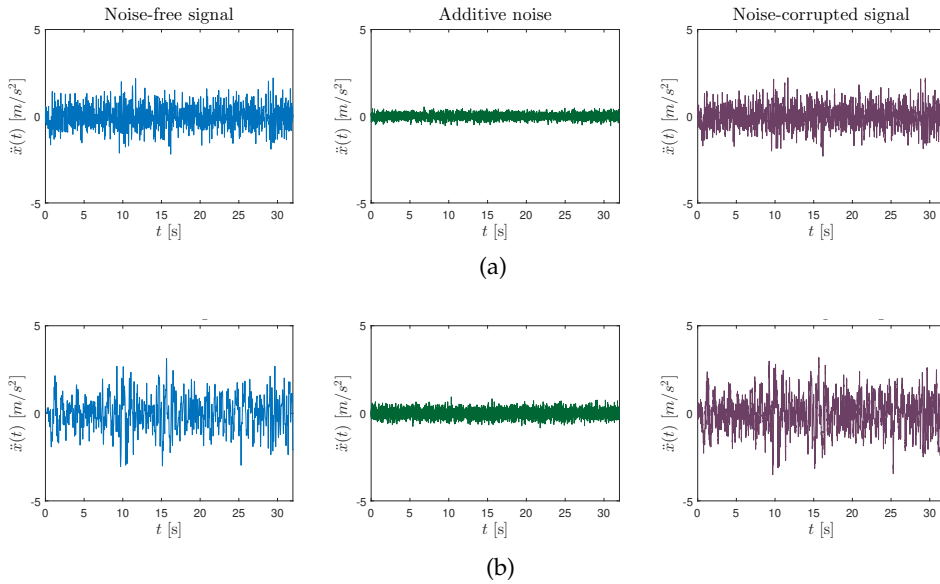 Noise-free signal
Additive noise
Noise-corrupted signal
ẍ(t) [m/s²]
5
0
-5
0 5 10 15 20 25 30
t [s]
ẍ(t) [m/s²]
5
0
-5
0 5 10 15 20 25 30
t [s]
ẍ(t) [m/s²]
5
0
-5
0 5 10 15 20 25 30
t [s]
(a)
ẍ(t) [m/s²]
5
0
-5
0 5 10 15 20 25 30
t [s]
ẍ(t) [m/s²]
5
0
-5
0 5 10 15 20 25 30
t [s]
ẍ(t) [m/s²]
5
0
-5
0 5 10 15 20 25 30
t [s]
(b)